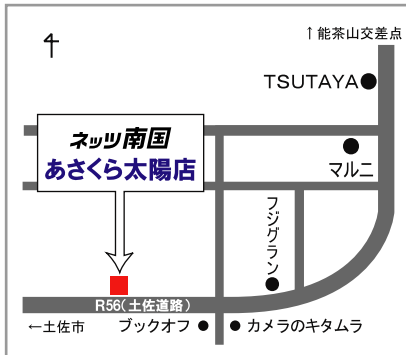 ↑能茶山交差点
TSUTAYA
ネッツ南国
あさくら太陽店
マルニ
フジグラン
R56(土佐道路)
←土佐市
ブックオフ
カメラのキタムラ